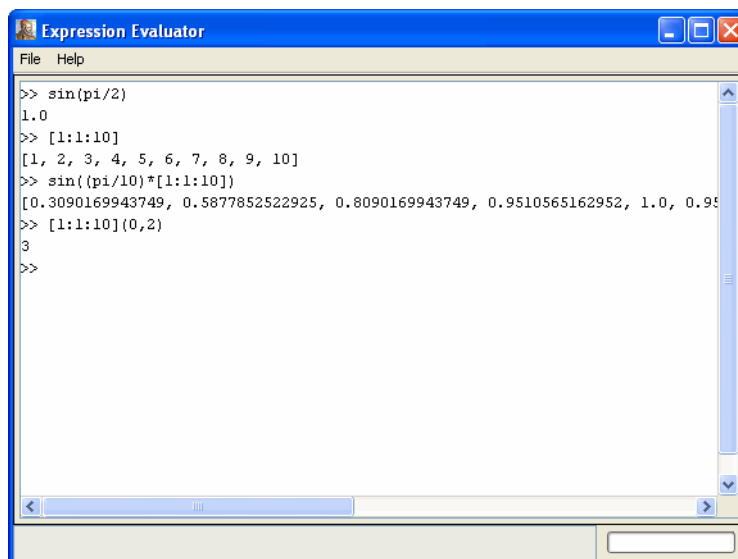 Expression Evaluator
File Help
>> sin(pi/2)
1.0
>> [1:1:10]
[1, 2, 3, 4, 5, 6, 7, 8, 9, 10]
>> sin((pi/10)*[1:1:10])
[0.3090169943749, 0.5877852522925, 0.8090169943749, 0.9510565162952, 1.0, 0.95
>> [1:1:10](0,2)
3
>>